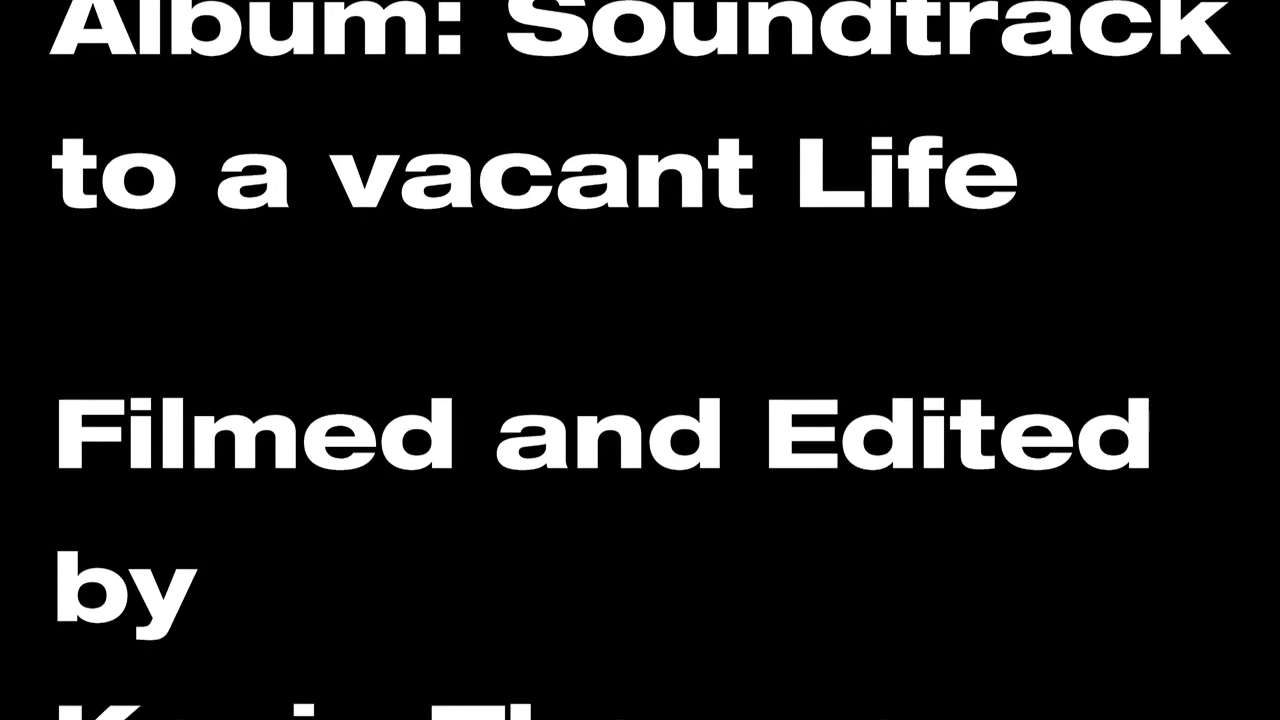 Album: Soundtrack
to a vacant Life
Filmed and Edited
by